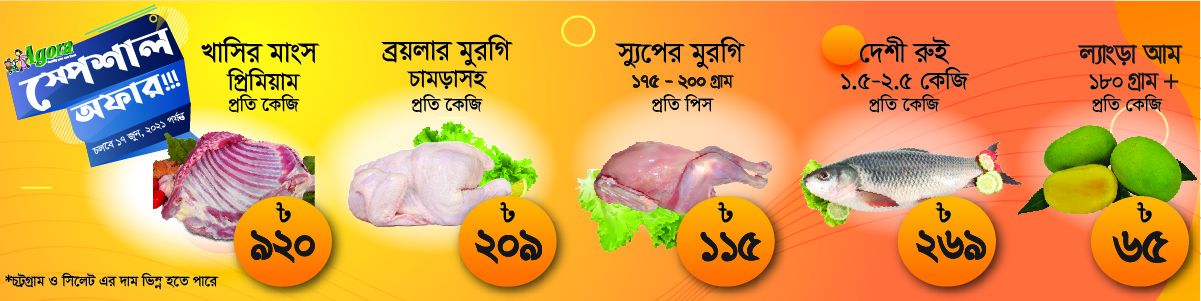 Agora
স্পেশাল
অফার!!!
চলবে ১৭ জুন, ২০২১ পর্যন্ত
খাসির মাংস
প্রিমিয়াম
প্রতি কেজি
৳
৯২০
ব্রয়লার মুরগি
চামড়াসহ
প্রতি কেজি
৳
২০৯
স্যুপের মুরগি
১৭৫ – ২০০ গ্রাম
প্রতি পিস
৳
১১৫
দেশী রুই
১.৫-২.৫ কেজি
প্রতি কেজি
৳
২৬৯
ল্যাংড়া আম
১৮০ গ্রাম +
প্রতি কেজি
৳
৬৫
*চট্রগ্রাম ও সিলেট এর দাম ভিন্ন হতে পারে